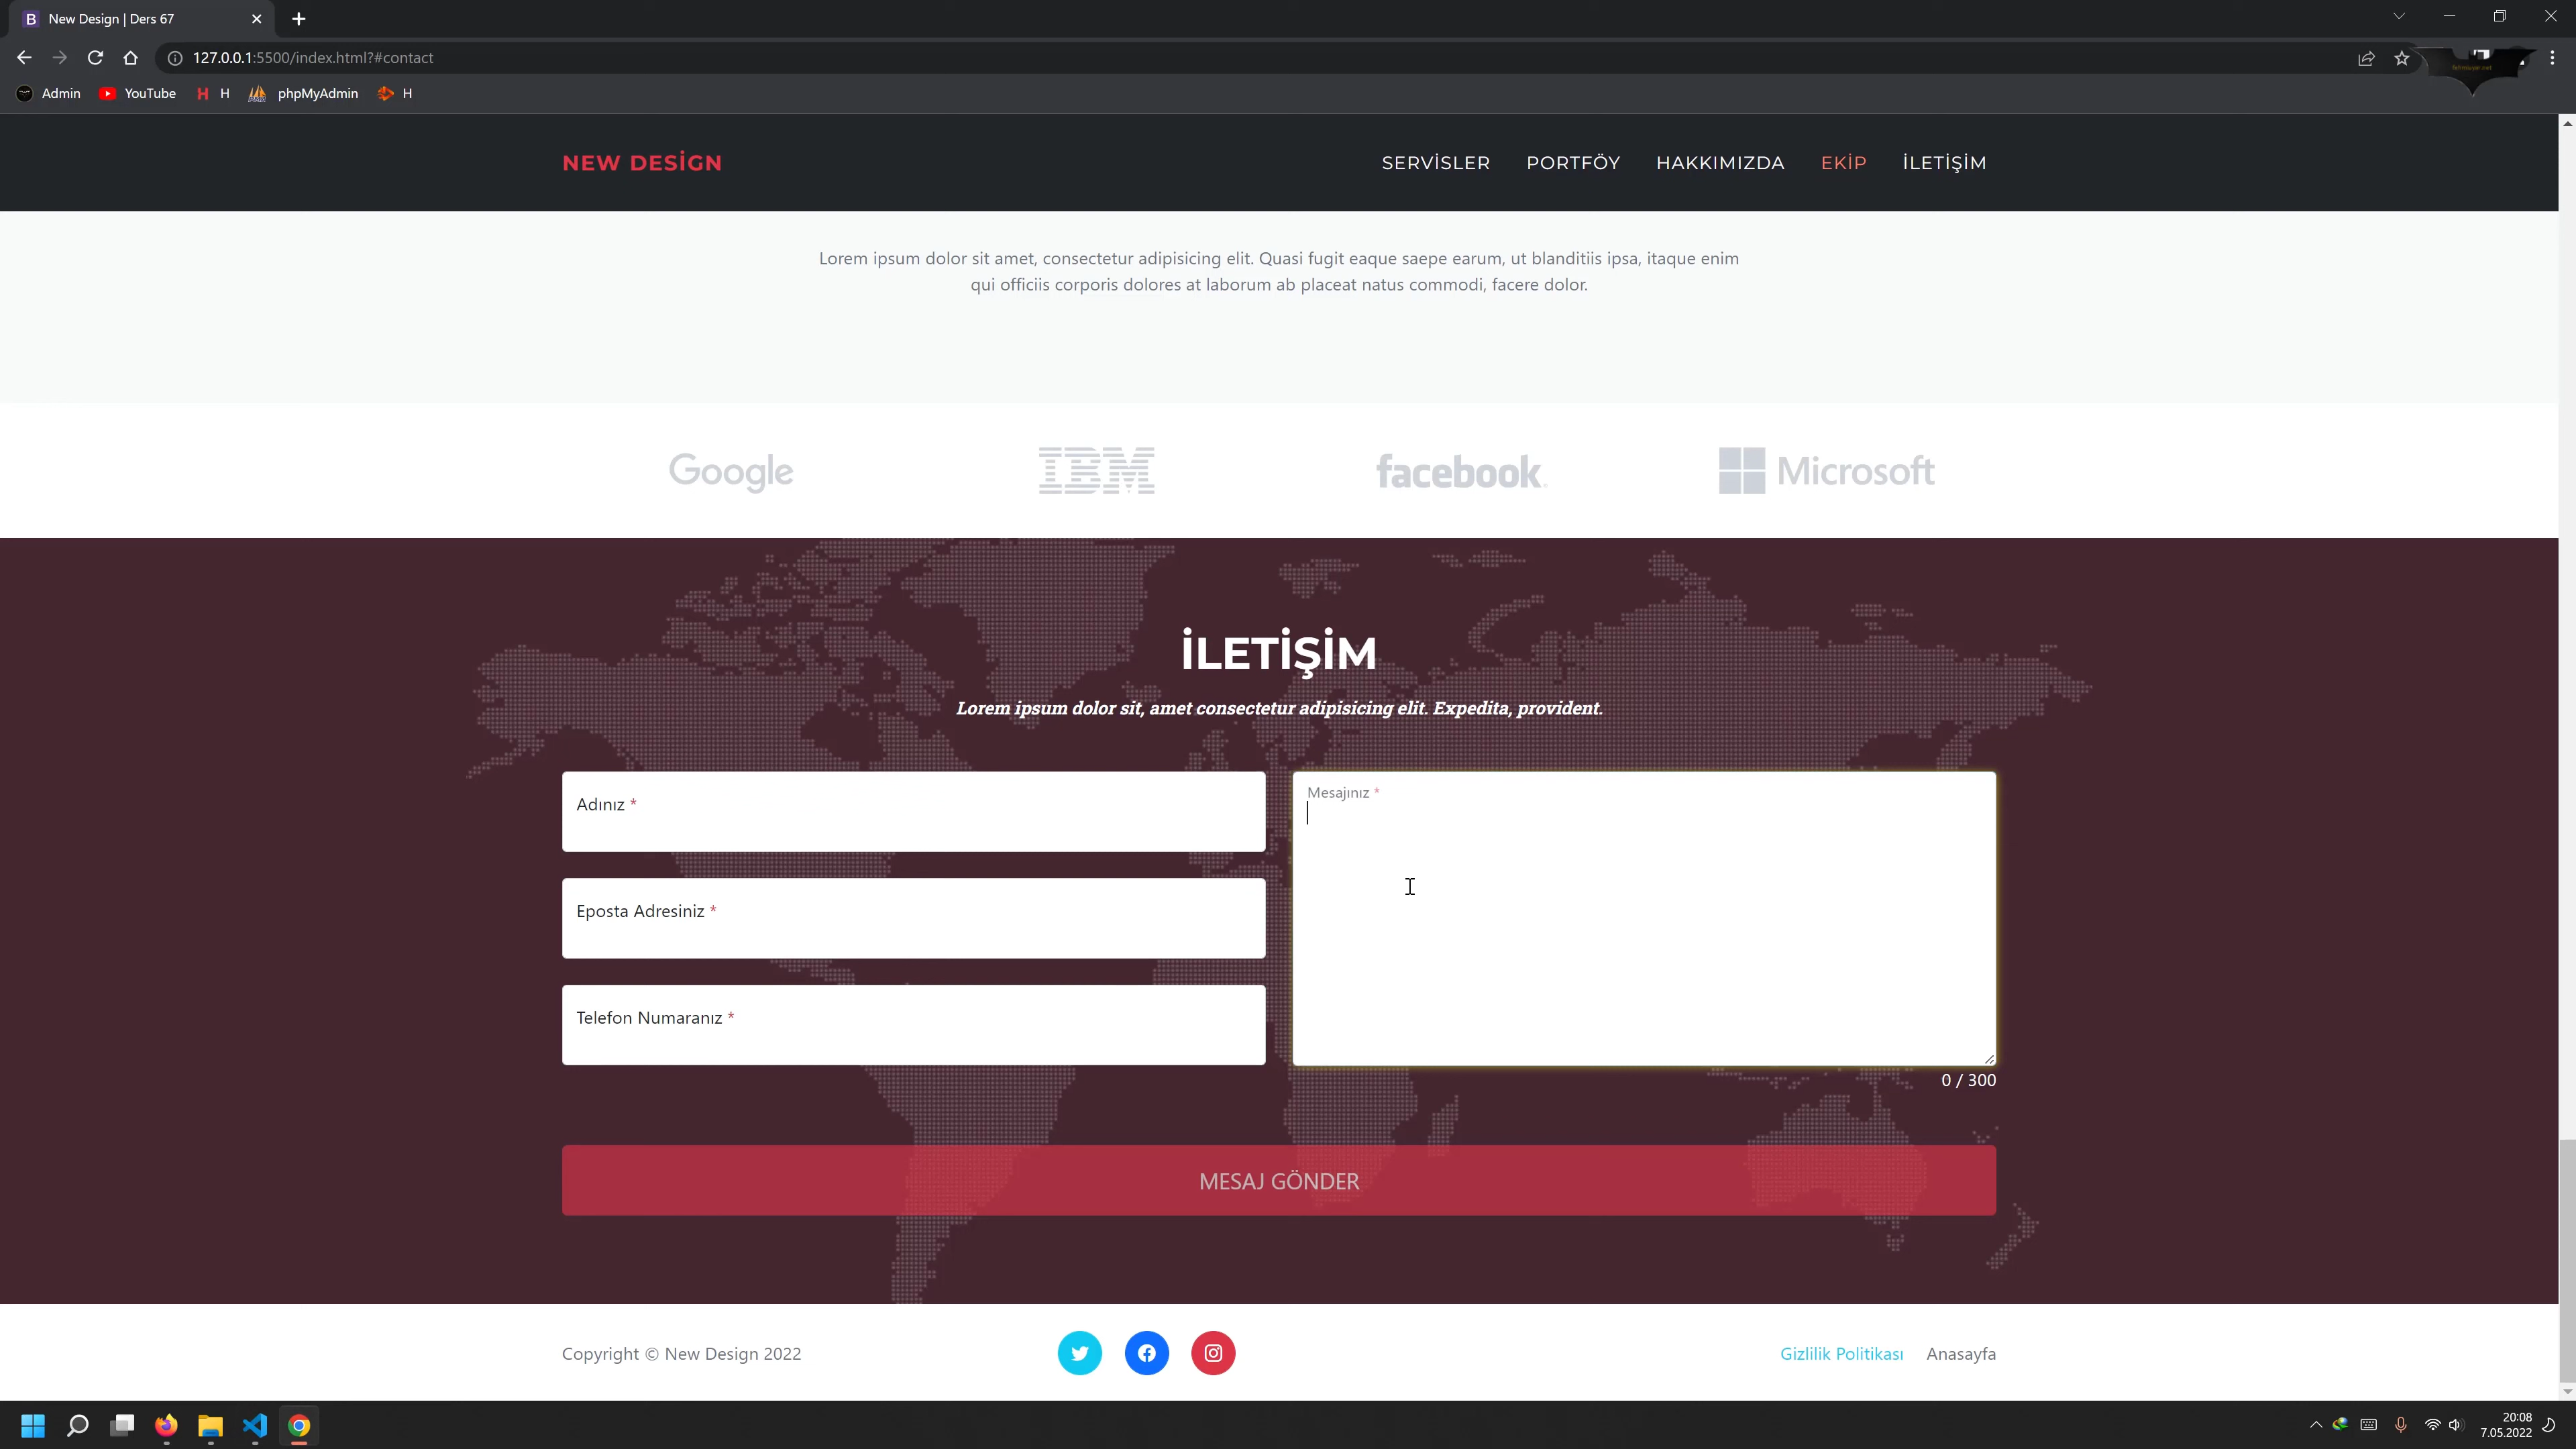 New Design | Ders 67
127.0.0.1:5500/index.html?#contact
Admin YouTube H H phpMyAdmin H
NEW DESİGN
SERVİSLER PORTFÖY HAKKIMIZDA EKİP İLETİŞİM
Lorem ipsum dolor sit amet, consectetur adipisicing elit. Quasi fugit eaque saepe earum, ut blanditiis ipsa, itaque enim
qui officiis corporis dolores at laborum ab placeat natus commodi, facere dolor.
Google IBM facebook Microsoft
İLETİŞİM
Lorem ipsum dolor sit, amet consectetur adipisicing elit. Expedita, provident.
Adınız *
Eposta Adresiniz *
Telefon Numaranız *
Mesajınız *
0 / 300
MESAJ GÖNDER
Copyright © New Design 2022
Gizlilik Politikası Anasayfa
20:08
7.05.2022